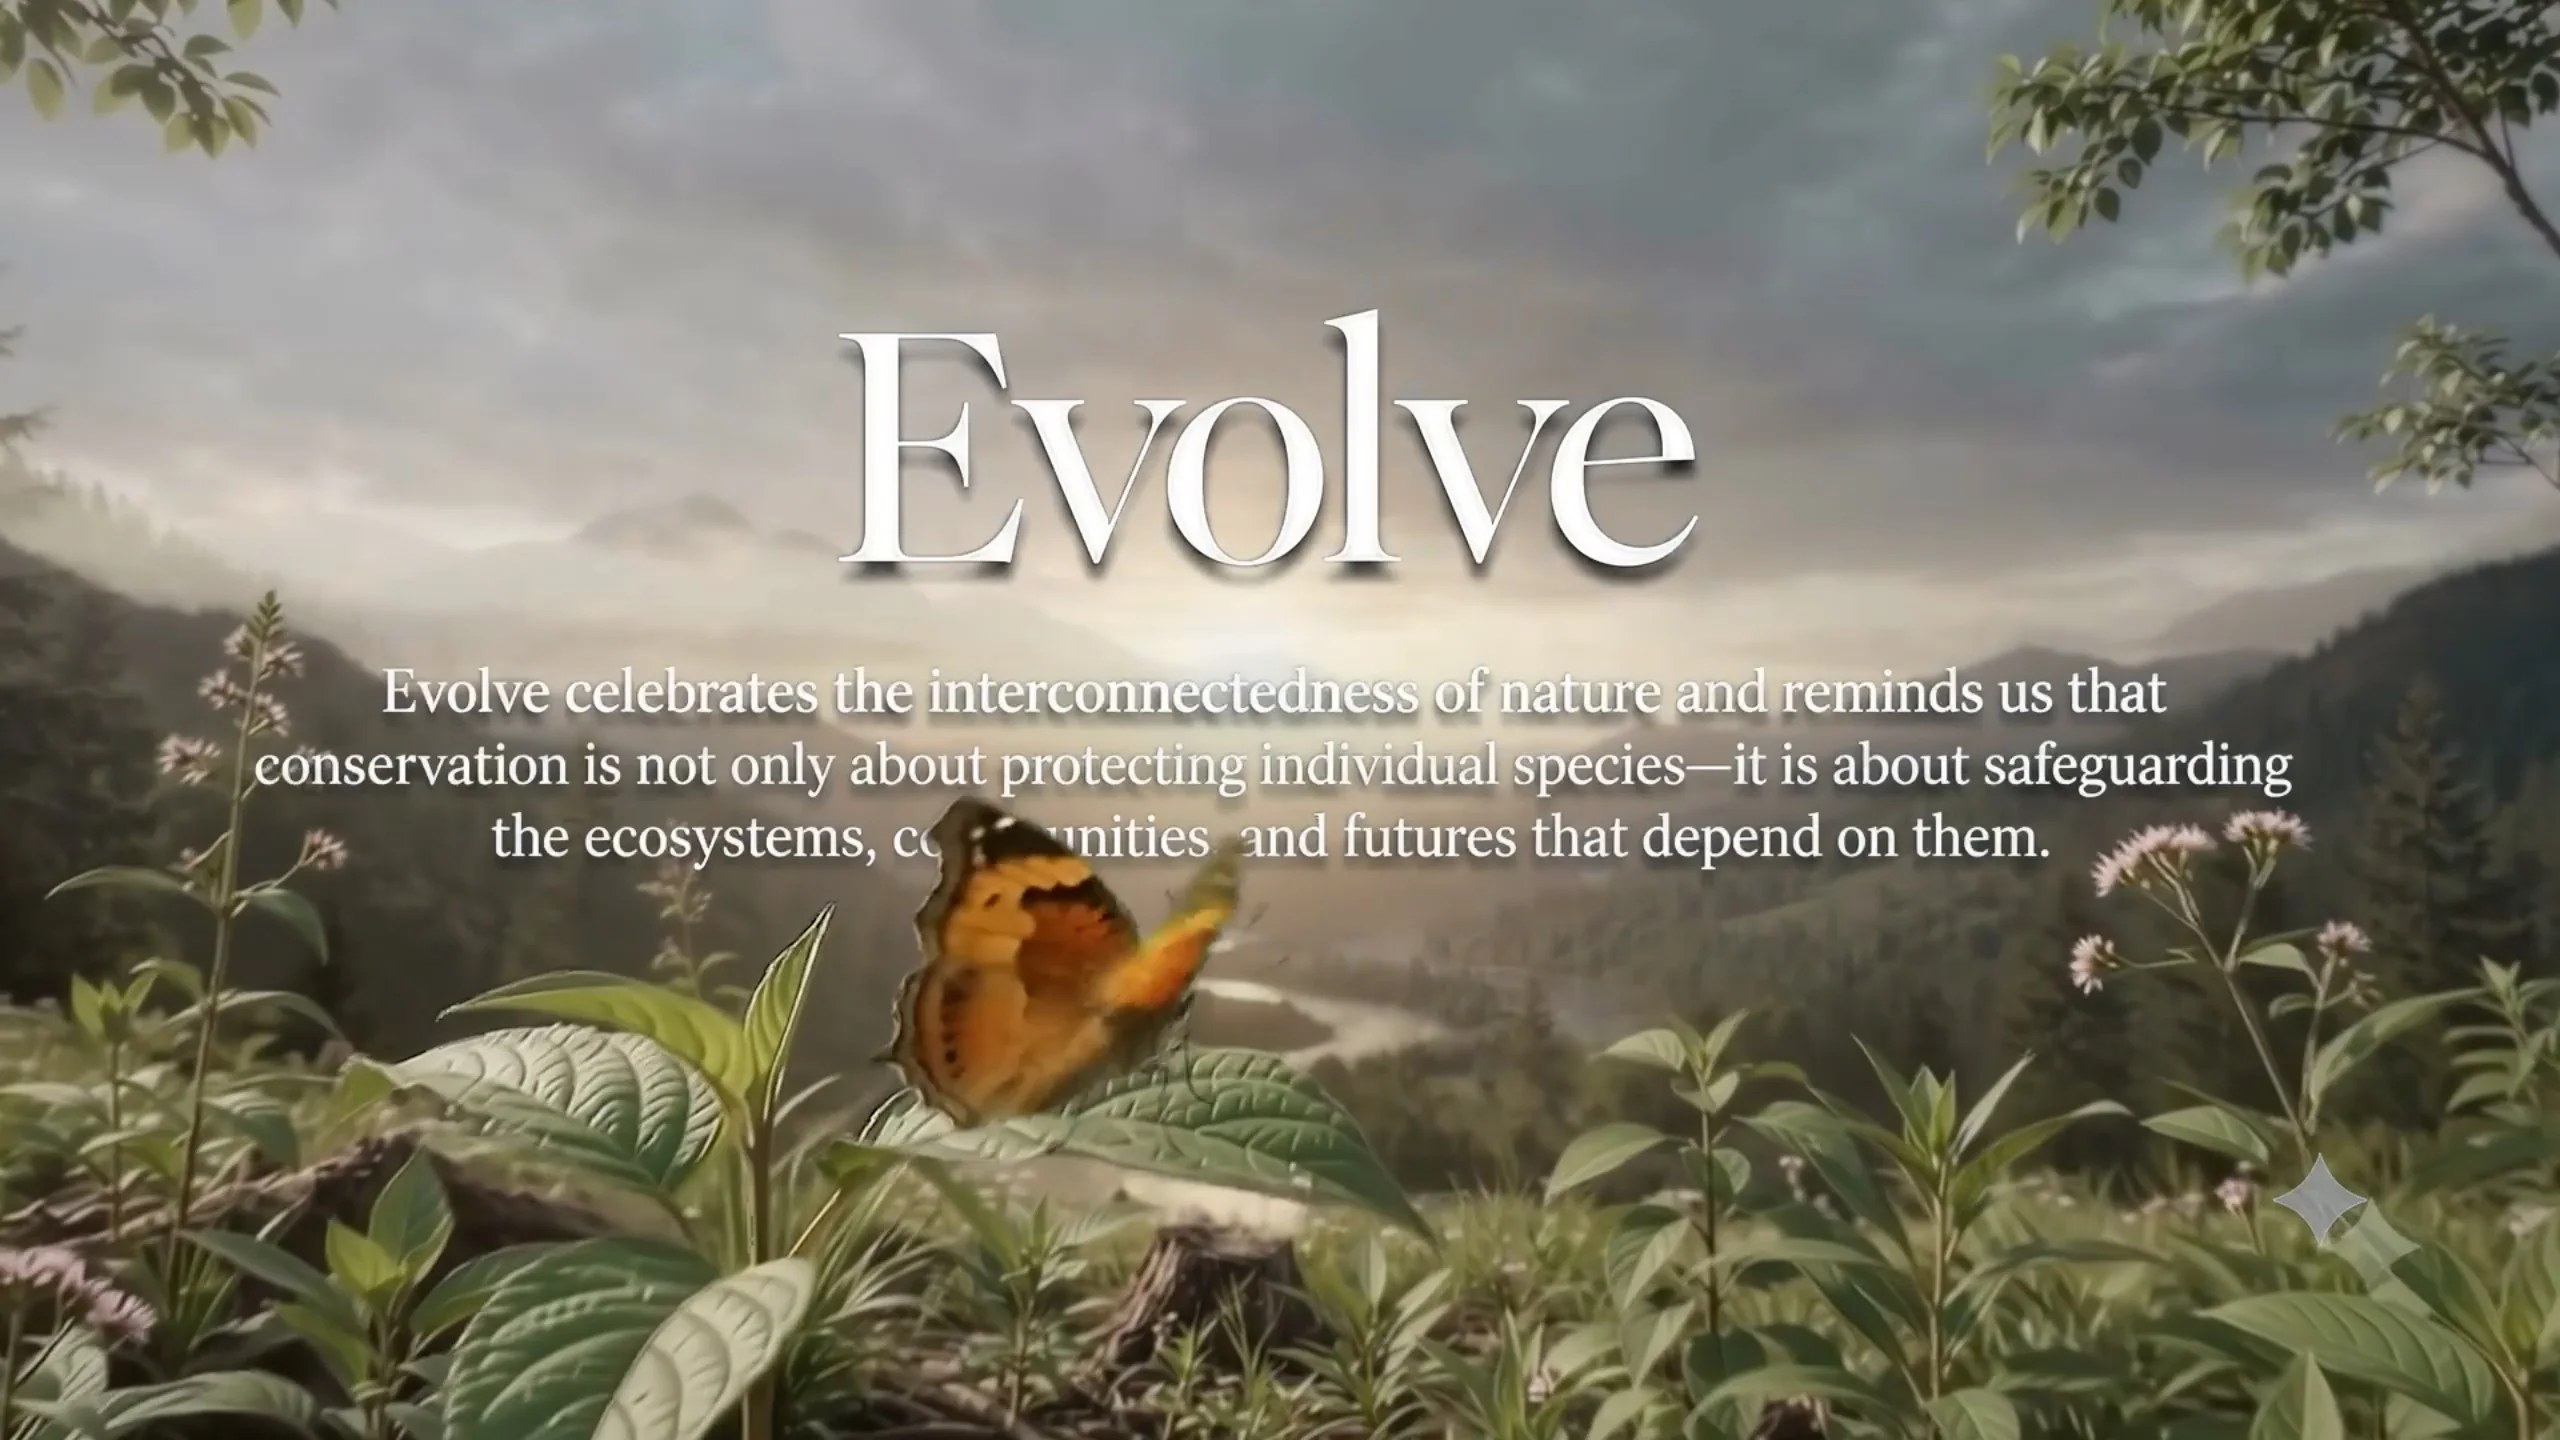 Evolve
Evolve celebrates the interconnectedness of nature and reminds us that
conservation is not only about protecting individual species—it is about safeguarding
the ecosystems, and futures that depend on them.